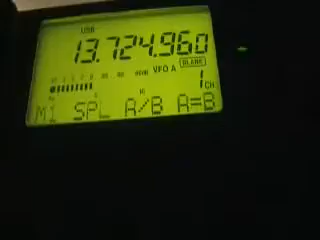 USB
13.724.960
VFO A BLANK
1 CH
M1 SPL A/B A=B